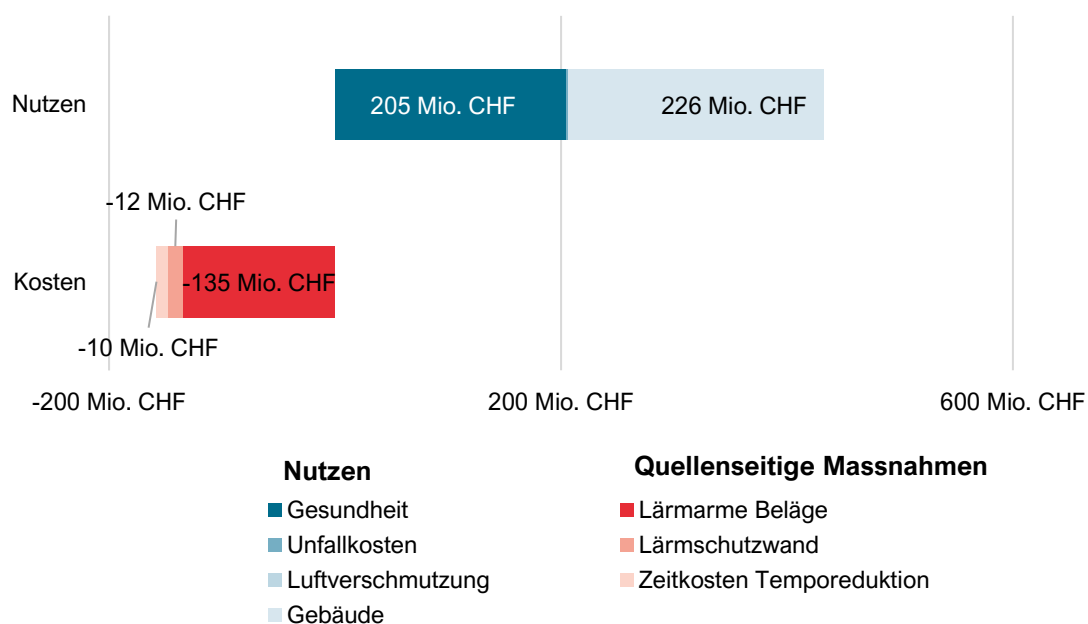 Nutzen
205 Mio. CHF
226 Mio. CHF
-12 Mio. CHF
Kosten
-135 Mio. CHF
-10 Mio. CHF
-200 Mio. CHF
200 Mio. CHF
600 Mio. CHF
Nutzen
Gesundheit
Unfallkosten
Luftverschmutzung
Gebäude
Quellenseitige Massnahmen
Lärmarme Beläge
Lärmschutzwand
Zeitkosten Temporeduktion